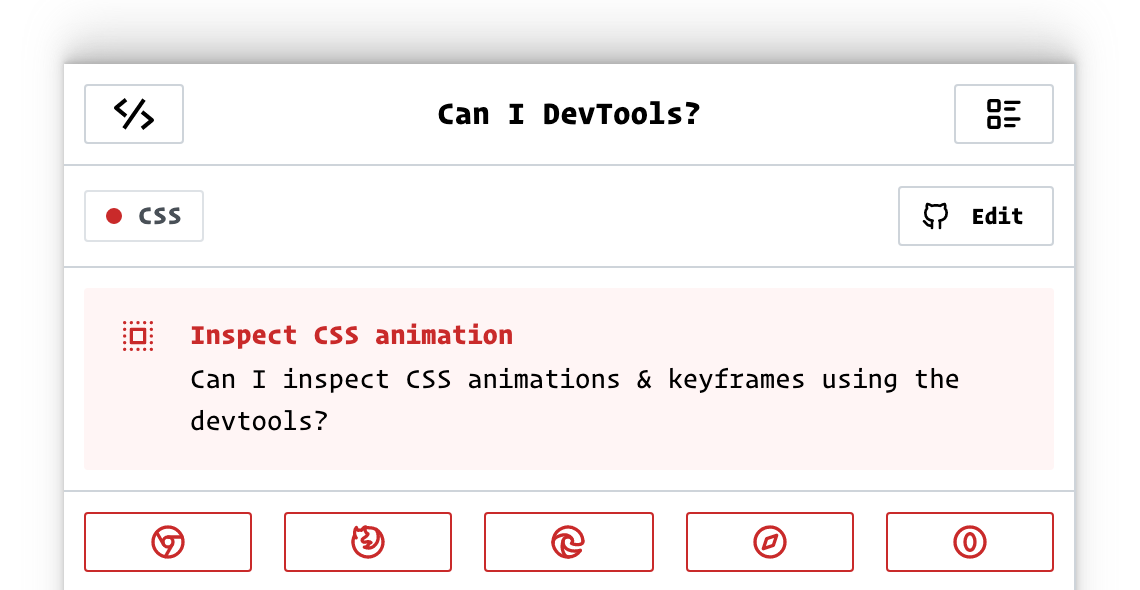 Can I DevTools?
CSS
Edit
Inspect CSS animation
Can I inspect CSS animations & keyframes using the
devtools?